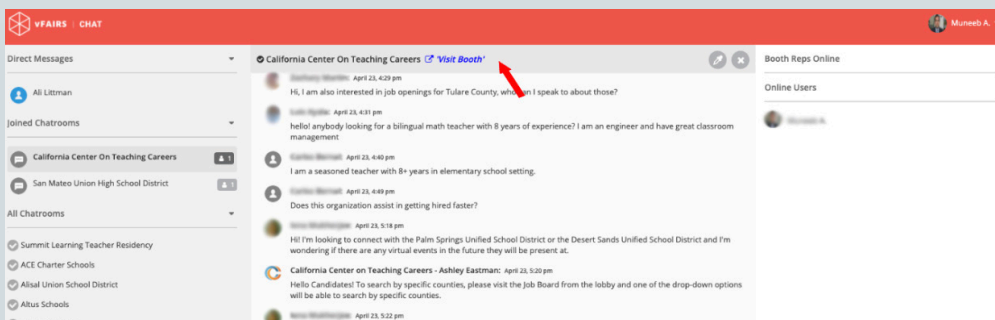 vFAIRS | CHAT
Muneeb A.
Direct Messages
Ali Littman
Joined Chatrooms
California Center On Teaching Careers
1
San Mateo Union High School District
1
All Chatrooms
Summit Learning Teacher Residency
ACE Charter Schools
Alisal Union School District
Altus Schools
California Center On Teaching Careers 'Visit Booth'
April 23, 4:29 pm
Hi, I am also interested in job openings for Tulare County, who can I speak to about those?
April 23, 4:31 pm
hello! anybody looking for a bilingual math teacher with 8 years of experience? I am an engineer and have great classroom
management
April 23, 4:40 pm
I am a seasoned teacher with 8+ years in elementary school setting.
April 23, 4:49 pm
Does this organization assist in getting hired faster?
April 23, 5:18 pm
Hi! I'm looking to connect with the Palm Springs Unified School District or the Desert Sands Unified School District and I'm
wondering if there are any virtual events in the future they will be present at.
California Center on Teaching Careers - Ashley Eastman: April 23, 5:20 pm
Hello Candidates! To search by specific counties, please visit the Job Board from the lobby and one of the drop-down options
will be able to search by specific counties.
April 23, 5:22 pm
Booth Reps Online
Online Users